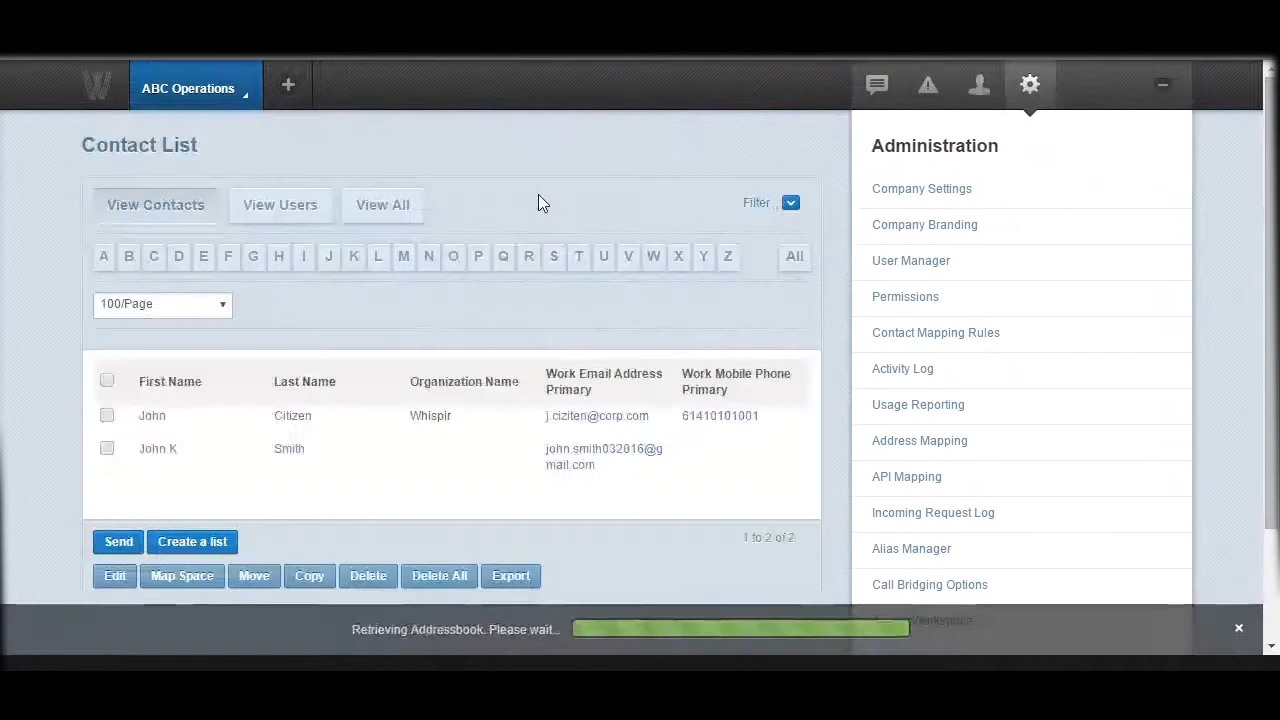 W
ABC Operations
+
Contact List
View Contacts View Users View All
Filter
A B C D E F G H I J K L M N O P Q R S T U V W X Y Z All
100/Page
First Name Last Name Organization Name Work Email Address Primary Work Mobile Phone Primary
John Citizen Whispir j.ciziten@corp.com 61410101001
John K Smith john.smith032016@g
mail.com
Send Create a list
1 to 2 of 2
Edit Map Space Move Copy Delete Delete All Export
Administration
Company Settings
Company Branding
User Manager
Permissions
Contact Mapping Rules
Activity Log
Usage Reporting
Address Mapping
API Mapping
Incoming Request Log
Alias Manager
Call Bridging Options
Retrieving Addressbook. Please wait...